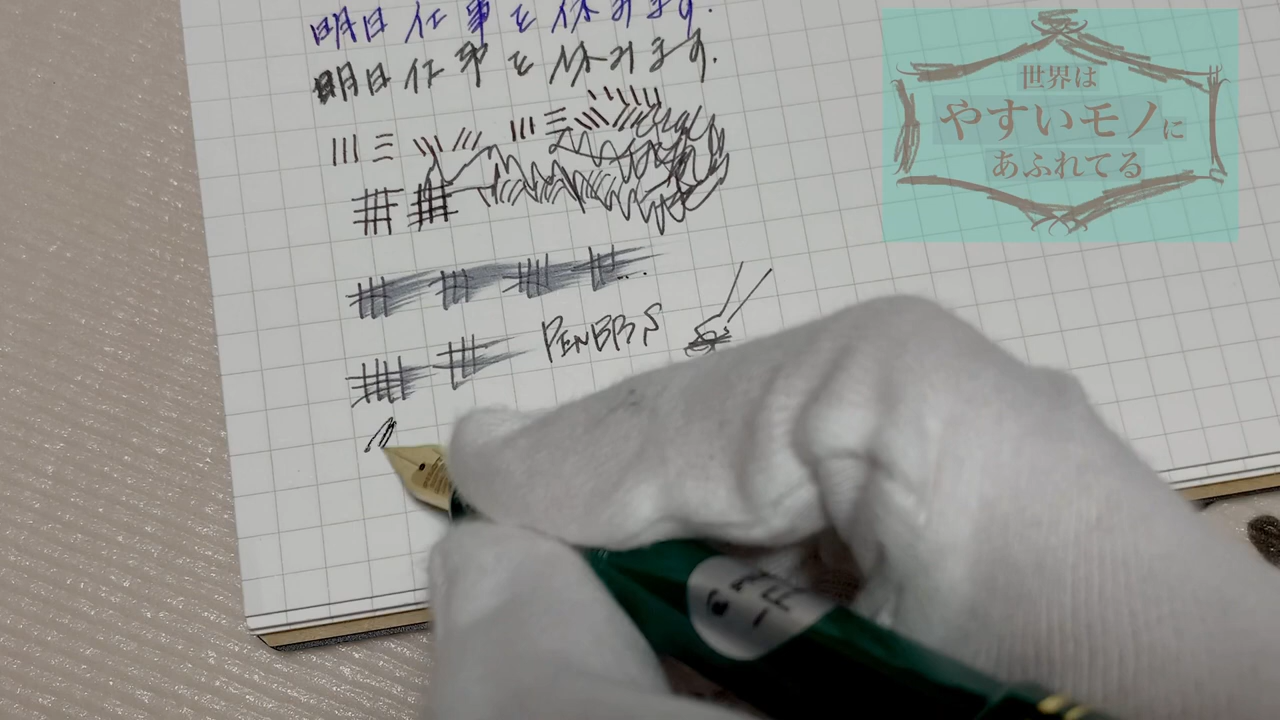 明日仕事を休みます.
明日仕事を休みます.
世界は
やすいモノに
あふれてる